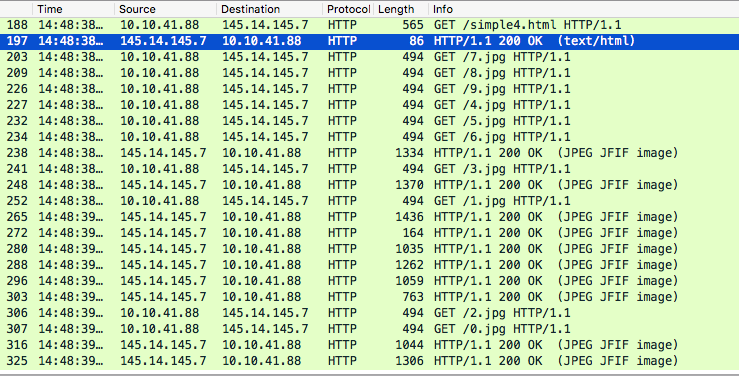 Time Source Destination Protocol Length Info
188 14:48:38… 10.10.41.88 145.14.145.7 HTTP 565 GET /simple4.html HTTP/1.1
197 14:48:38… 145.14.145.7 10.10.41.88 HTTP 86 HTTP/1.1 200 OK (text/html)
203 14:48:38… 10.10.41.88 145.14.145.7 HTTP 494 GET /7.jpg HTTP/1.1
209 14:48:38… 10.10.41.88 145.14.145.7 HTTP 494 GET /8.jpg HTTP/1.1
226 14:48:38… 10.10.41.88 145.14.145.7 HTTP 494 GET /9.jpg HTTP/1.1
227 14:48:38… 10.10.41.88 145.14.145.7 HTTP 494 GET /4.jpg HTTP/1.1
232 14:48:38… 10.10.41.88 145.14.145.7 HTTP 494 GET /5.jpg HTTP/1.1
234 14:48:38… 10.10.41.88 145.14.145.7 HTTP 494 GET /6.jpg HTTP/1.1
238 14:48:38… 145.14.145.7 10.10.41.88 HTTP 1334 HTTP/1.1 200 OK (JPEG JFIF image)
241 14:48:38… 10.10.41.88 145.14.145.7 HTTP 494 GET /3.jpg HTTP/1.1
248 14:48:38… 145.14.145.7 10.10.41.88 HTTP 1370 HTTP/1.1 200 OK (JPEG JFIF image)
252 14:48:38… 10.10.41.88 145.14.145.7 HTTP 494 GET /1.jpg HTTP/1.1
265 14:48:39… 145.14.145.7 10.10.41.88 HTTP 1436 HTTP/1.1 200 OK (JPEG JFIF image)
272 14:48:39… 145.14.145.7 10.10.41.88 HTTP 164 HTTP/1.1 200 OK (JPEG JFIF image)
280 14:48:39… 145.14.145.7 10.10.41.88 HTTP 1035 HTTP/1.1 200 OK (JPEG JFIF image)
288 14:48:39… 145.14.145.7 10.10.41.88 HTTP 1262 HTTP/1.1 200 OK (JPEG JFIF image)
296 14:48:39… 145.14.145.7 10.10.41.88 HTTP 1059 HTTP/1.1 200 OK (JPEG JFIF image)
303 14:48:39… 145.14.145.7 10.10.41.88 HTTP 763 HTTP/1.1 200 OK (JPEG JFIF image)
306 14:48:39… 10.10.41.88 145.14.145.7 HTTP 494 GET /2.jpg HTTP/1.1
307 14:48:39… 10.10.41.88 145.14.145.7 HTTP 494 GET /0.jpg HTTP/1.1
316 14:48:39… 145.14.145.7 10.10.41.88 HTTP 1044 HTTP/1.1 200 OK (JPEG JFIF image)
325 14:48:39… 145.14.145.7 10.10.41.88 HTTP 1306 HTTP/1.1 200 OK (JPEG JFIF image)